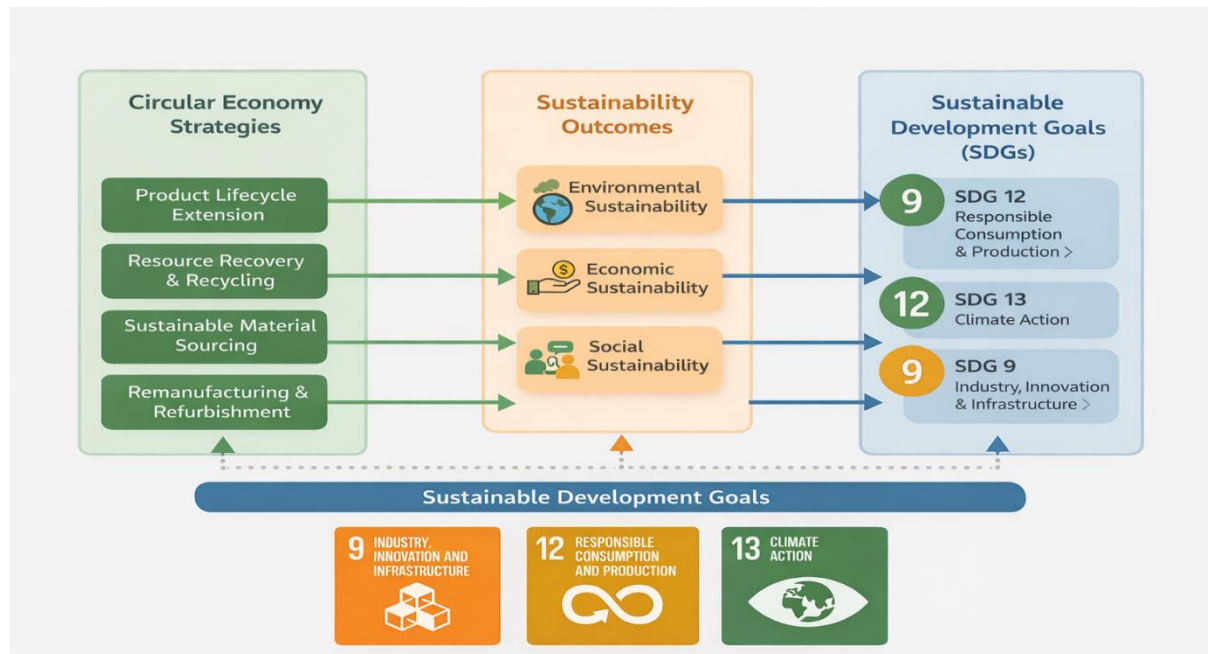 Circular Economy
Strategies
Product Lifecycle
Extension
Resource Recovery
& Recycling
Sustainable Material
Sourcing
Remanufacturing &
Refurbishment
Sustainability
Outcomes
Environmental
Sustainability
$
Economic
Sustainability
Social
Sustainability
Sustainable
Development Goals
(SDGs)
9
SDG 12
Responsible
Consumption
& Production >
12
SDG 13
Climate Action
9
SDG 9
Industry, Innovation
& Infrastructure >
Sustainable Development Goals
9 INDUSTRY,
INNOVATION AND
INFRASTRUCTURE
12 RESPONSIBLE
CONSUMPTION
AND PRODUCTION
13 CLIMATE
ACTION